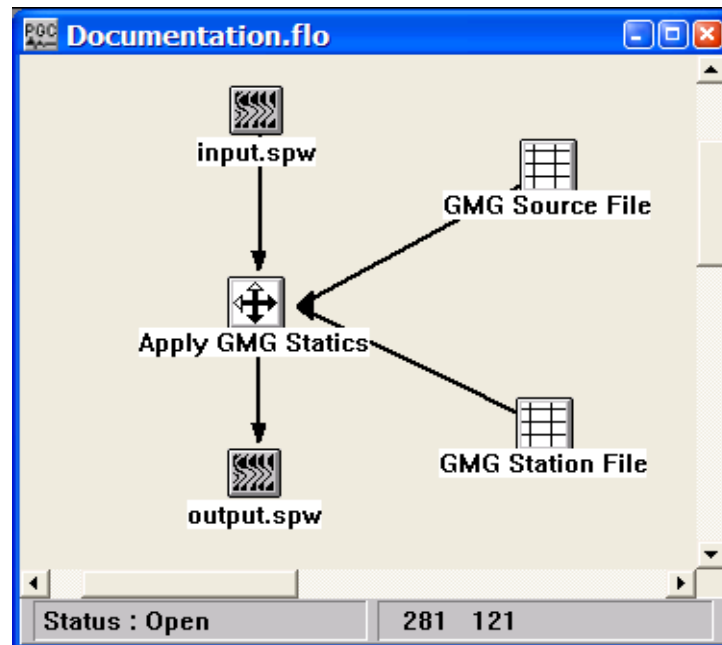 PGC
Documentation.flo
input.spw
GMG Source File
Apply GMG Statics
GMG Station File
output.spw
Status : Open
281 121